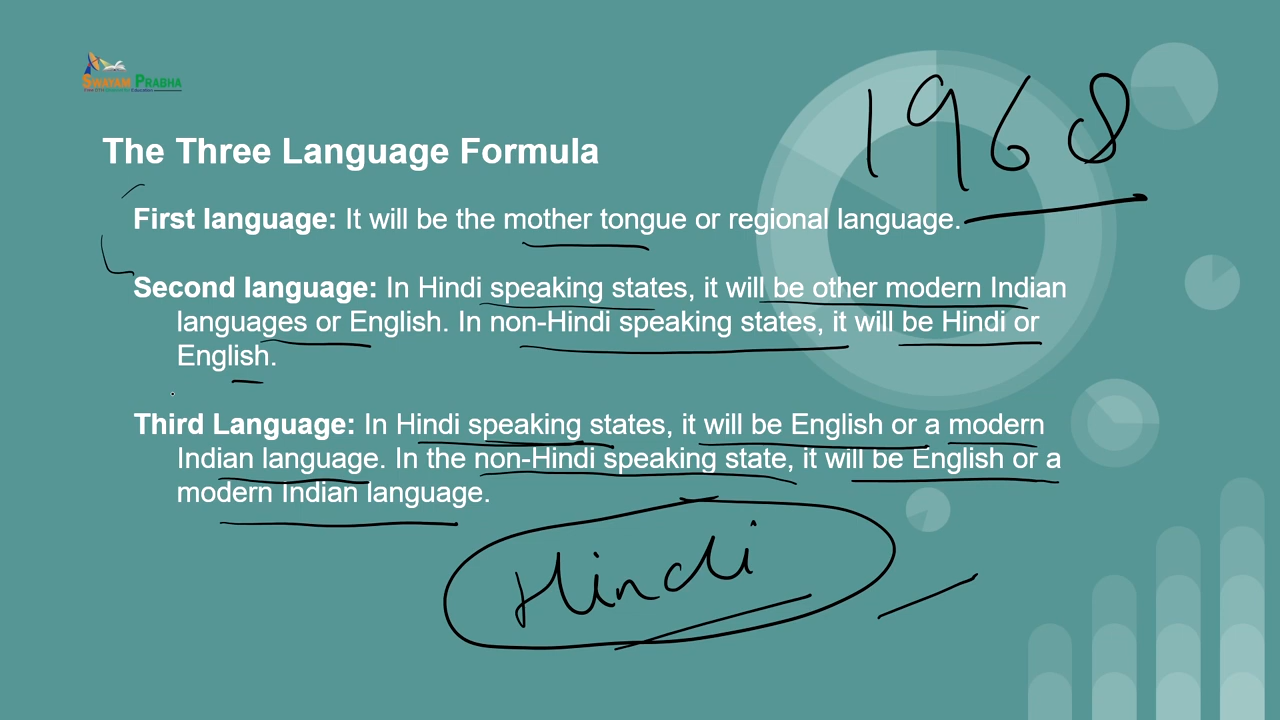 SWAYAM PRABHA
1968
The Three Language Formula
First language: It will be the mother tongue or regional language.
Second language: In Hindi speaking states, it will be other modern Indian
languages or English. In non-Hindi speaking states, it will be Hindi or
English.
Third Language: In Hindi speaking states, it will be English or a modern
Indian language. In the non-Hindi speaking state, it will be English or a
modern Indian language.
Hindi